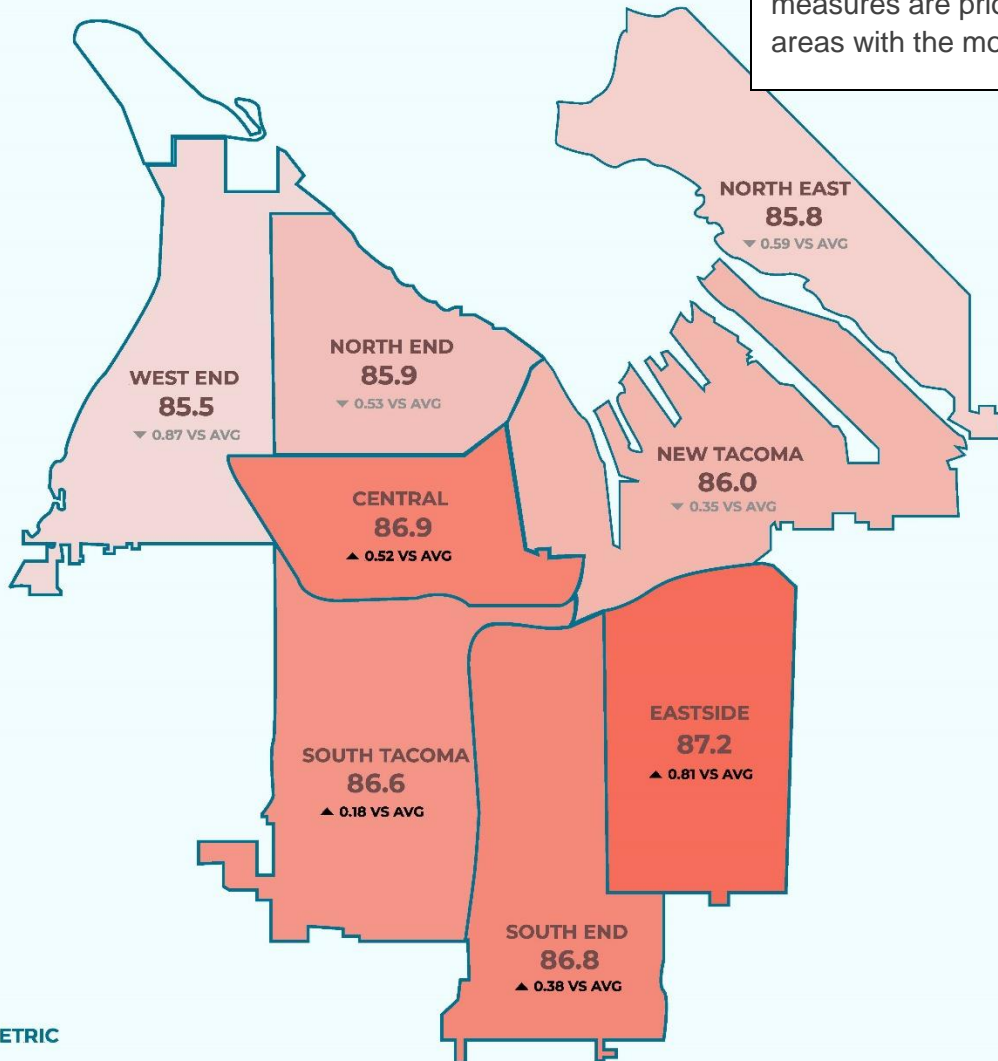 measures are
areas with the
NORTH EAST
85.8
▼ 0.59 VS AVG
NORTH END
85.9
▼ 0.53 VS AVG
WEST END
85.5
▼ 0.87 VS AVG
NEW TACOMA
86.0
▼ 0.35 VS AVG
CENTRAL
86.9
▲ 0.52 VS AVG
EASTSIDE
87.2
▲ 0.81 VS AVG
SOUTH TACOMA
86.6
▲ 0.18 VS AVG
SOUTH END
86.8
▲ 0.38 VS AVG
ETRIC